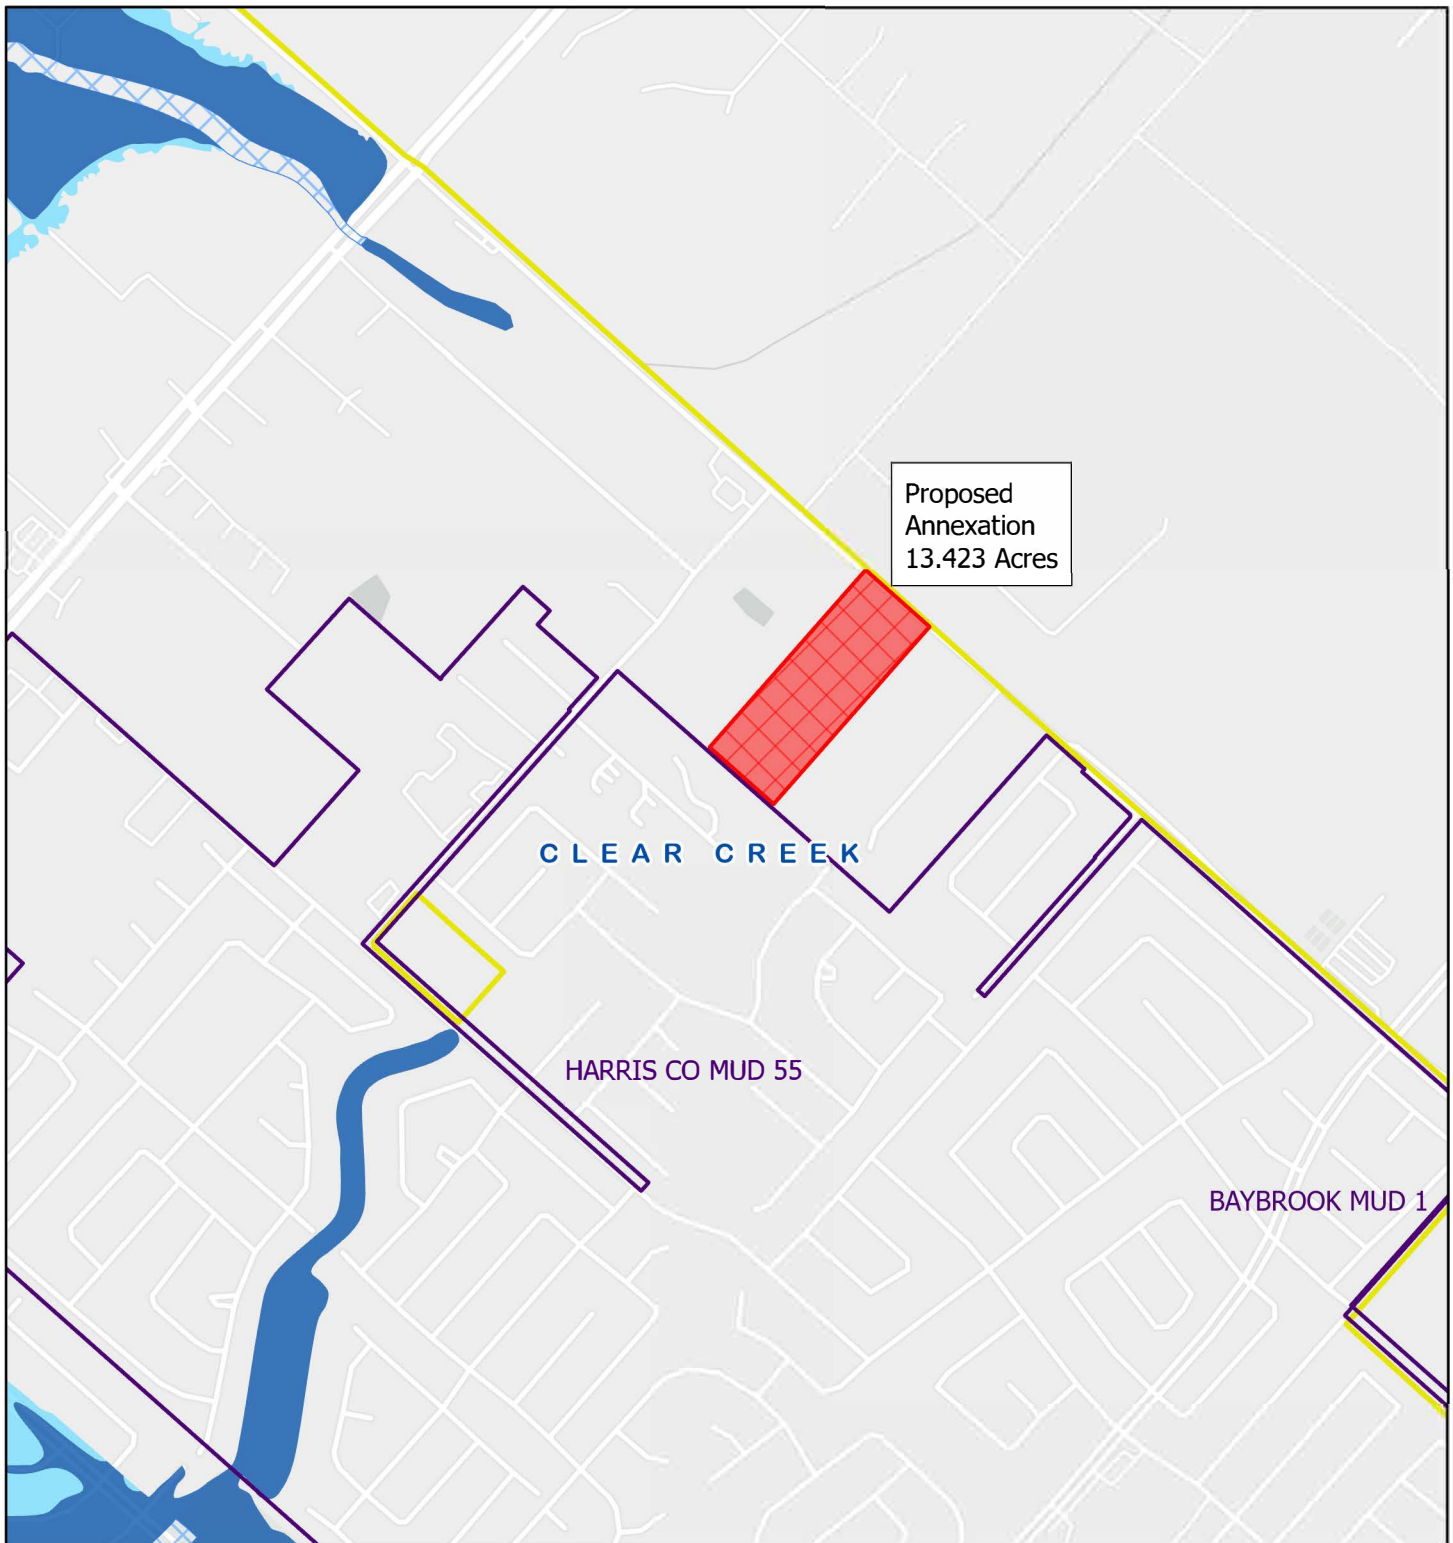 Proposed
Annexation
13.423 Acres
CLEAR CREEK
HARRIS CO MUD 55
BAYBROOK MUD 1